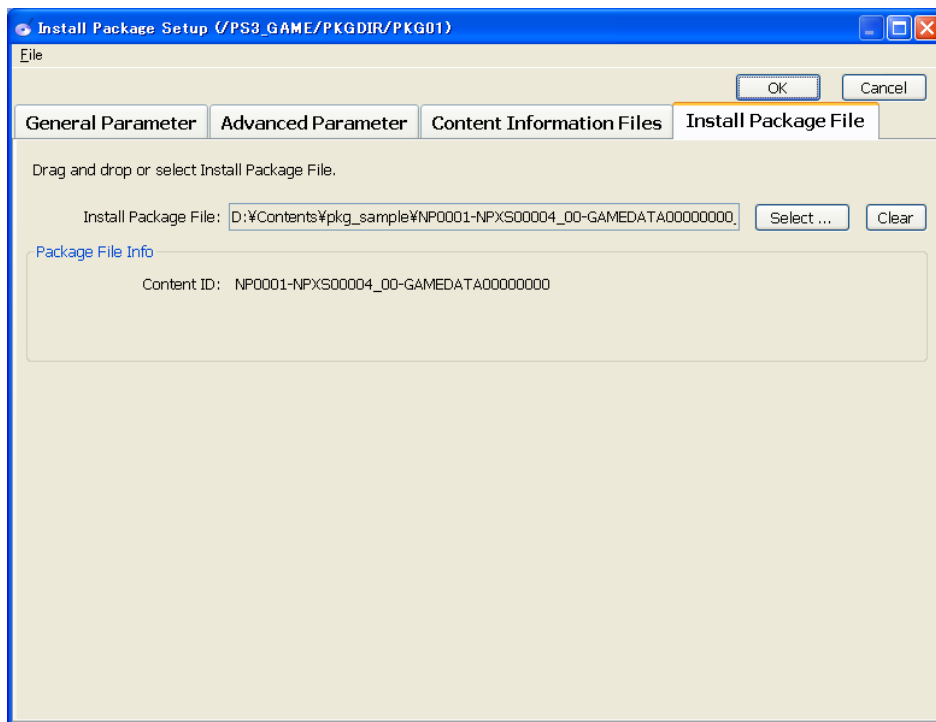 Install Package Setup (/PS3_GAME/PKGDIR/PKG01)
File
OK Cancel
General Parameter Advanced Parameter Content Information Files Install Package File
Drag and drop or select Install Package File.
Install Package File: D:¥Contents¥pkg_sample¥NP0001-NPXS00004_00-GAMEDATA00000000_ Select ... Clear
Package File Info
Content ID: NP0001-NPXS00004_00-GAMEDATA00000000